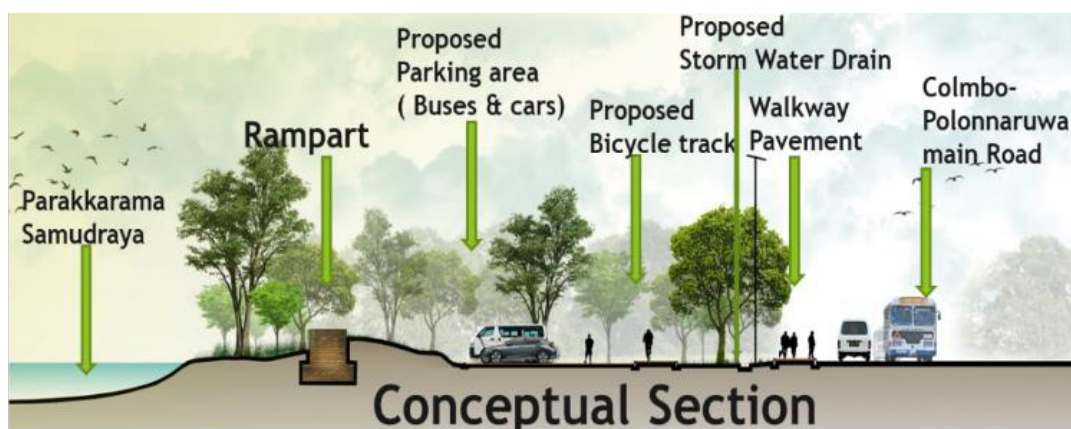 Parakkarama
Samudraya
Rampart
Proposed
Parking area
( Buses & cars)
Proposed
Bicycle track
Proposed
Storm Water Drain
Walkway
Pavement
Colmbo-
Polonnaruwa
main Road
Conceptual Section